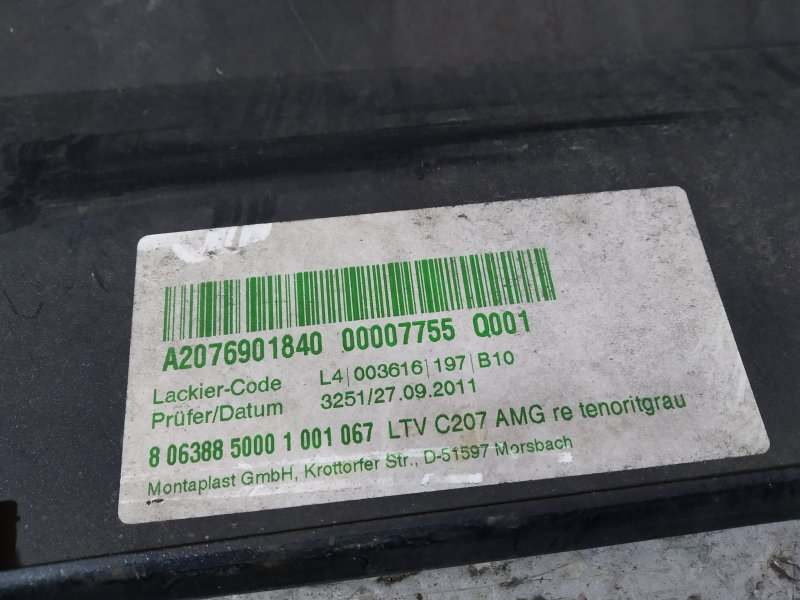 A2076901840 00007755 Q001
Lackier-Code L4|003616|197|B10
Prüfer/Datum 3251/27.09.2011
8 06388 5000 1 001 067 LTV C207 AMG re tenoritgrau
Montaplast GmbH, Krottorfer Str., D-51597 Morsbach